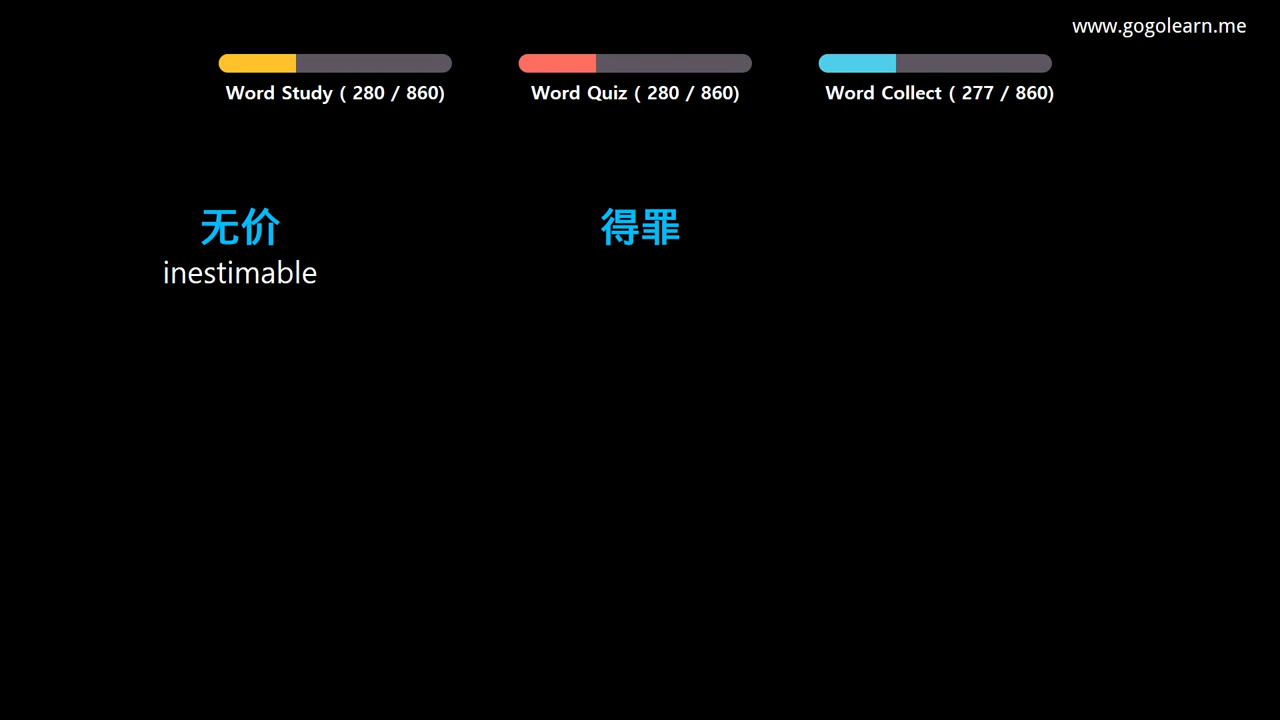 www.gogolearn.me
Word Study ( 280 / 860)
Word Quiz ( 280 / 860)
Word Collect ( 277 / 860)
无价
得罪
inestimable